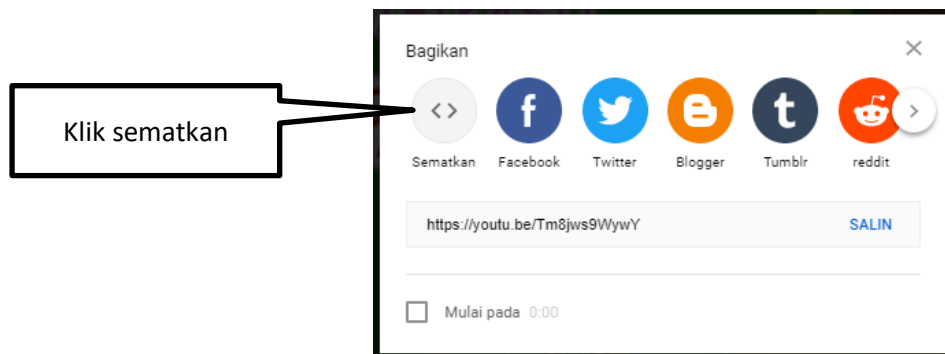 Bagikan
Klik sematkan
Sematkan Facebook Twitter Blogger Tumblr reddit
https://youtu.be/Tm8jws9WywY SALIN
Mulai pada 0:00